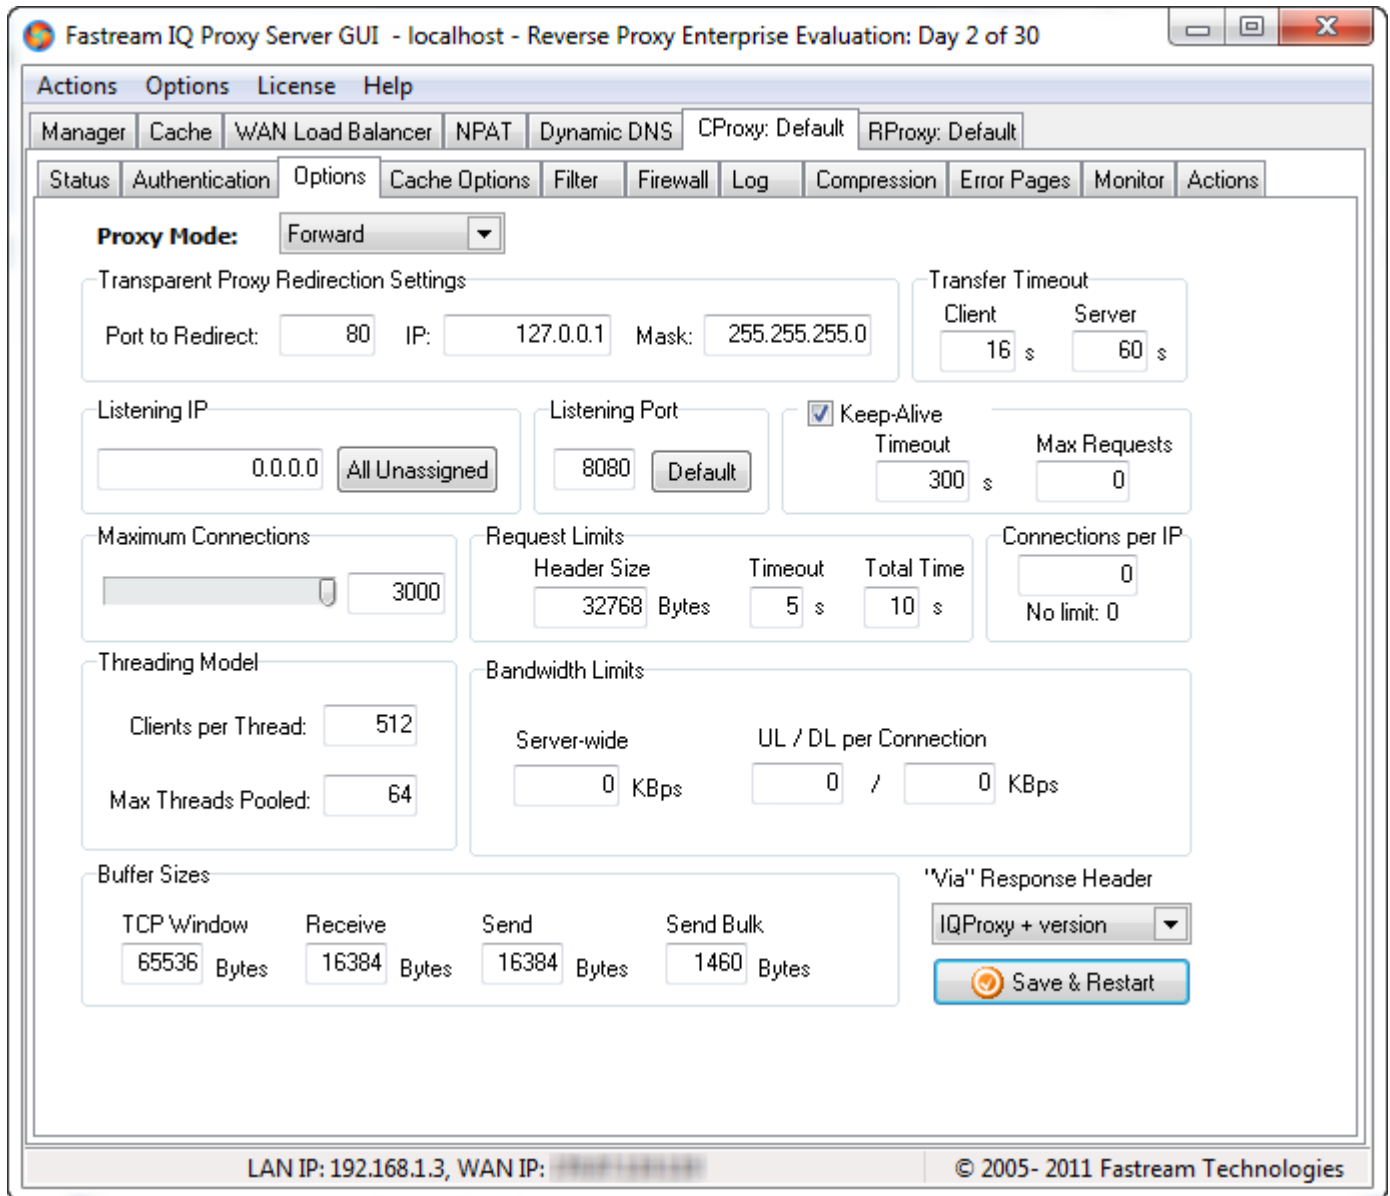 Fastream IQ Proxy Server GUI - localhost - Reverse Proxy Enterprise Evaluation: Day 2 of 30
Actions Options License Help
Manager Cache WAN Load Balancer NPAT Dynamic DNS CProxy: Default RProxy: Default
Status Authentication Options Cache Options Filter Firewall Log Compression Error Pages Monitor Actions
Proxy Mode: Forward
Transparent Proxy Redirection Settings
Port to Redirect: 80 IP: 127.0.0.1 Mask: 255.255.255.0
Transfer Timeout
Client Server
16 s 60 s
Listening IP
0.0.0.0 All Unassigned
Listening Port
8080 Default
Keep-Alive
Timeout Max Requests
300 s 0
Maximum Connections
3000
Request Limits
Header Size Timeout Total Time
32768 Bytes 5 s 10 s
Connections per IP
0
No limit: 0
Threading Model
Clients per Thread: 512
Max Threads Pooled: 64
Bandwidth Limits
Server-wide UL / DL per Connection
0 KBps 0 / 0 KBps
Buffer Sizes
TCP Window Receive Send Send Bulk
65536 Bytes 16384 Bytes 16384 Bytes 1460 Bytes
"Via" Response Header
IQProxy + version
Save & Restart
LAN IP: 192.168.1.3, WAN IP:
© 2005- 2011 Fastream Technologies